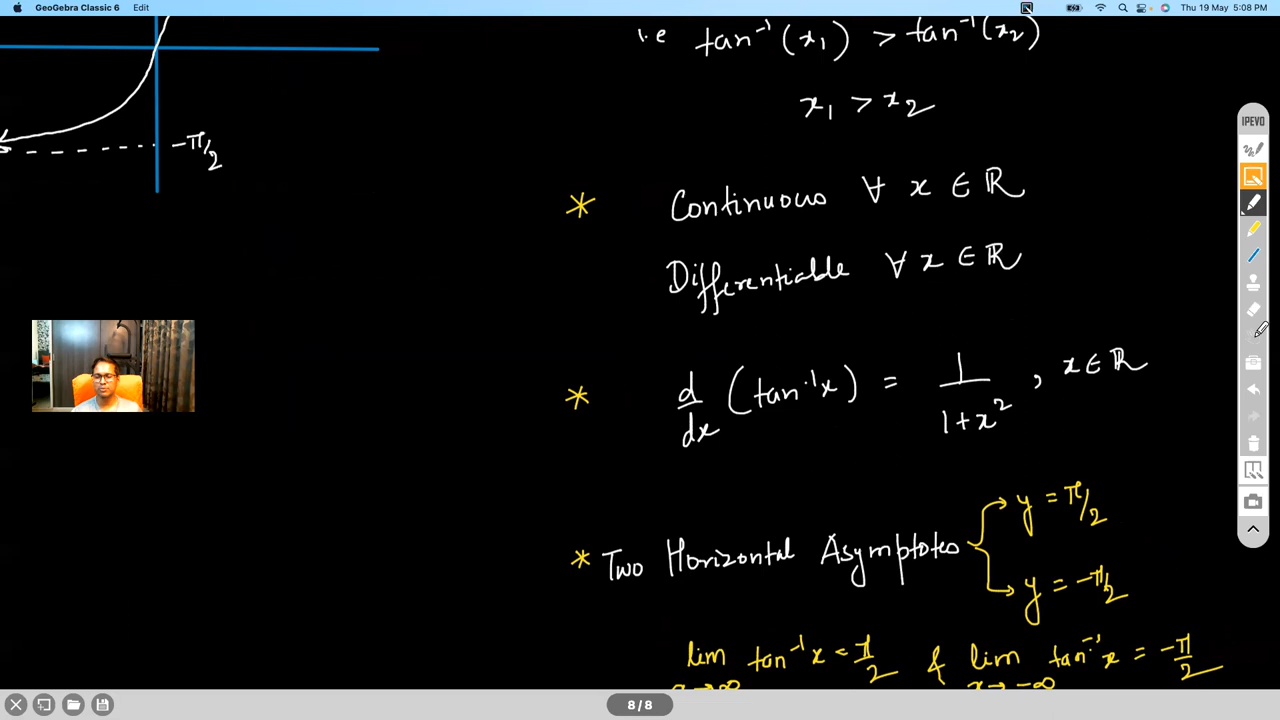 GeoGebra Classic 6 Edit Thu 19 May 5:08 PM
i.e tan⁻¹(x₁) > tan⁻¹(x₂)
x₁ > x₂
-π/2
IPEVO
* Continuous ∀ x ∈ ℝ
Differentiable ∀ x ∈ ℝ
* d/dx (tan⁻¹x) = 1/(1+x²) , x ∈ ℝ
* Two Horizontal Asymptotes
y = π/2
y = -π/2
lim x→∞ tan⁻¹x = π/2 & lim x→-∞ tan⁻¹x = -π/2
8/8